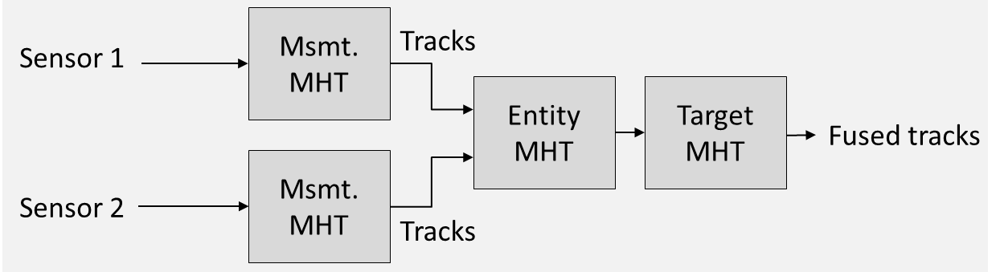 Sensor 1
Msmt.
MHT
Tracks
Entity
MHT
Target
MHT
Fused tracks
Sensor 2
Msmt.
MHT
Tracks